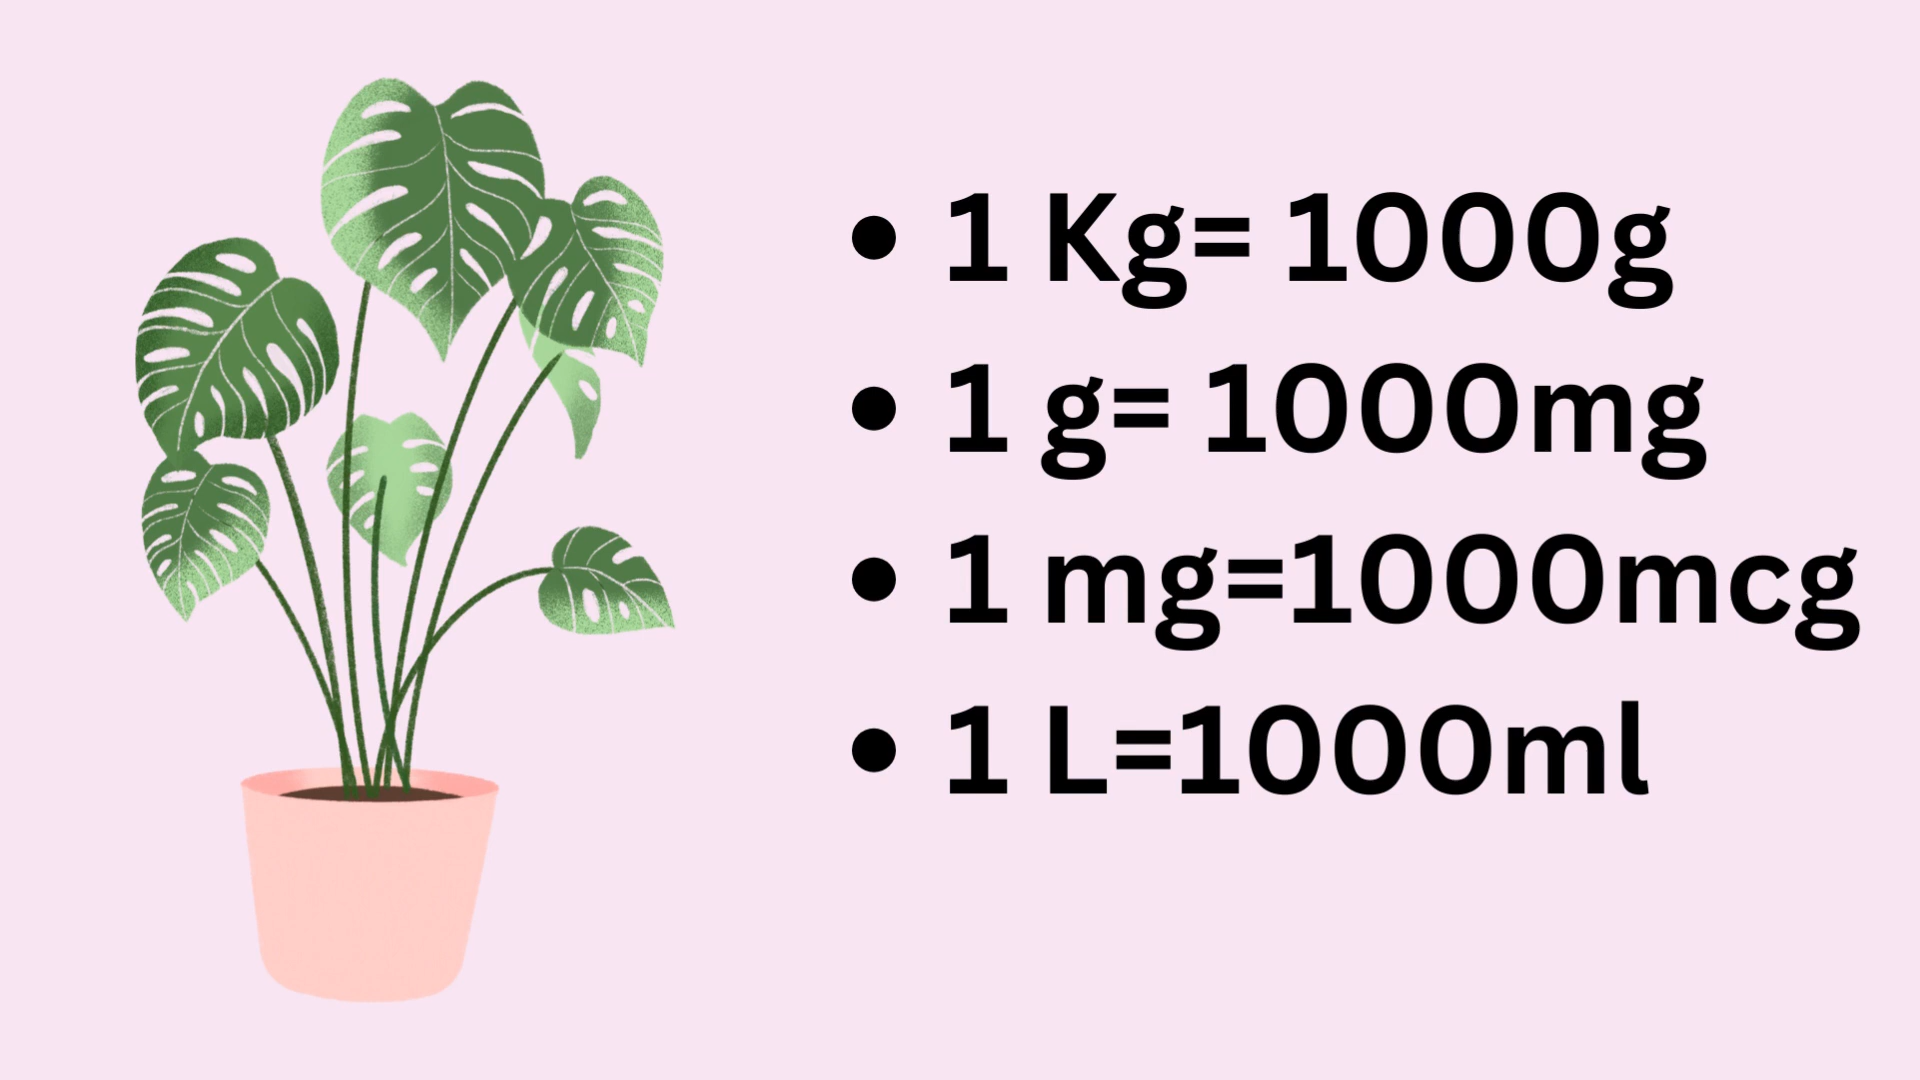 • 1 Kg= 1000g
• 1 g= 1000mg
• 1 mg=1000mcg
• 1 L=1000ml